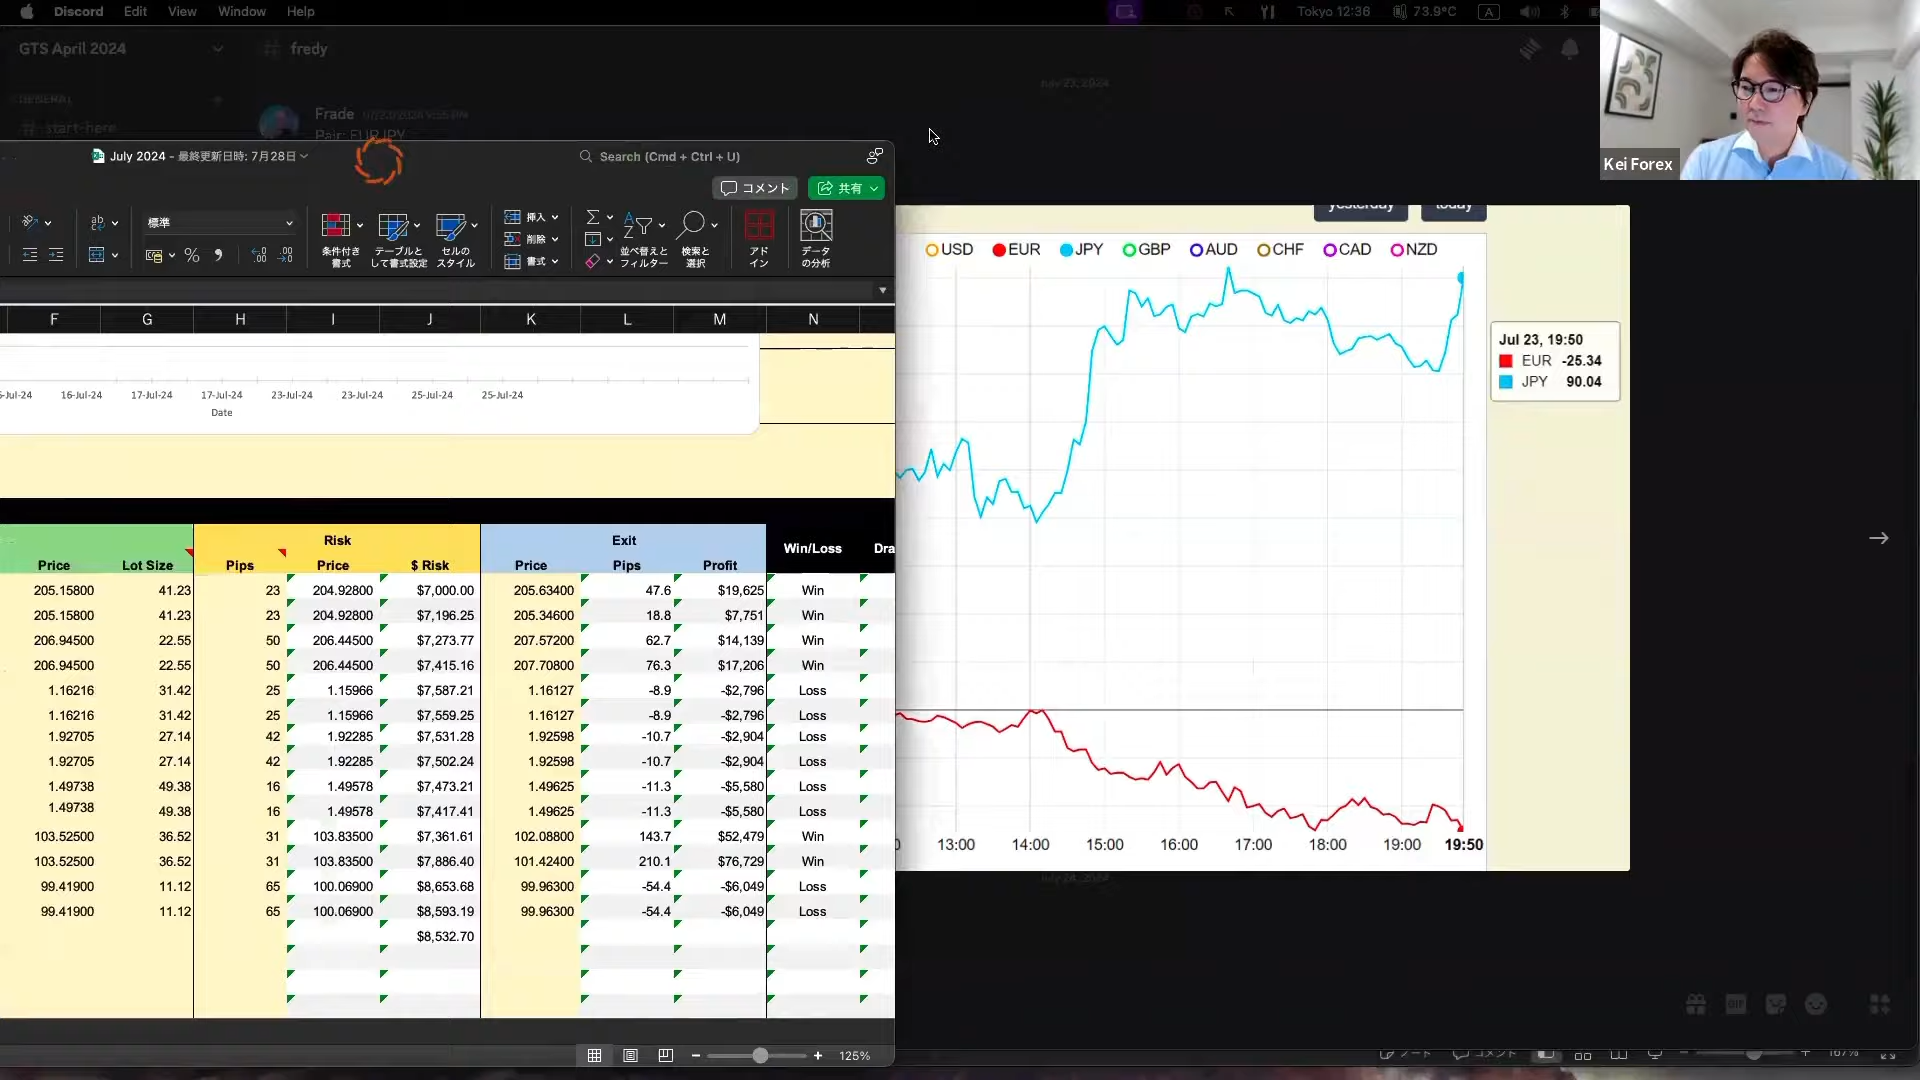 Discord Edit View Window Help
Tokyo 12:36 73.9°C A
GTS April 2024
# fredy
GENERAL
# start-here
Frade
Pair: EURJPY
July 2024 - 最終更新日時: 7月28日
Search (Cmd + Ctrl + U)
コメント 共有
標準
条件付き書式
テーブルとして書式設定
セルのスタイル
挿入
削除
書式
並べ替えとフィルター
検索と選択
アドイン
データの分析
F G H I J K L M N
16-Jul-24 17-Jul-24 17-Jul-24 23-Jul-24 23-Jul-24 25-Jul-24 25-Jul-24
Date
Risk Exit
Win/Loss Dra
Price Lot Size Pips Price $ Risk Price Pips Profit
205.15800 41.23 23 204.92800 $7,000.00 205.63400 47.6 $19,625 Win
205.15800 41.23 23 204.92800 $7,196.25 205.34600 18.8 $7,751 Win
206.94500 22.55 50 206.44500 $7,273.77 207.57200 62.7 $14,139 Win
206.94500 22.55 50 206.44500 $7,415.16 207.70800 76.3 $17,206 Win
1.16216 31.42 25 1.15966 $7,587.21 1.16127 -8.9 -$2,796 Loss
1.16216 31.42 25 1.15966 $7,559.25 1.16127 -8.9 -$2,796 Loss
1.92705 27.14 42 1.92285 $7,531.28 1.92598 -10.7 -$2,904 Loss
1.92705 27.14 42 1.92285 $7,502.24 1.92598 -10.7 -$2,904 Loss
1.49738 49.38 16 1.49578 $7,473.21 1.49625 -11.3 -$5,580 Loss
1.49738 49.38 16 1.49578 $7,417.41 1.49625 -11.3 -$5,580 Loss
103.52500 36.52 31 103.83500 $7,361.61 102.08800 143.7 $52,479 Win
103.52500 36.52 31 103.83500 $7,886.40 101.42400 210.1 $76,729 Win
99.41900 11.12 65 100.06900 $8,653.68 99.96300 -54.4 -$6,049 Loss
99.41900 11.12 65 100.06900 $8,593.19 99.96300 -54.4 -$6,049 Loss
$8,532.70
125%
yesterday today
USD EUR JPY GBP AUD CHF CAD NZD
Jul 23, 19:50
EUR -25.34
JPY 90.04
13:00 14:00 15:00 16:00 17:00 18:00 19:00 19:50
Kei Forex
GIF
ノート コメント 167%